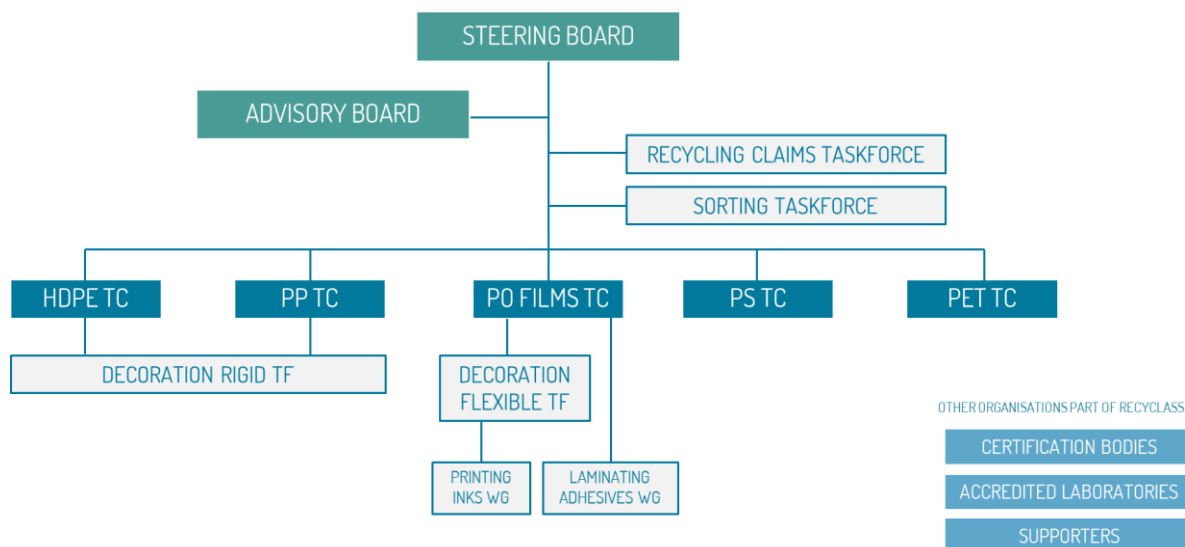 STEERING BOARD
ADVISORY BOARD
RECYCLING CLAIMS TASKFORCE
SORTING TASKFORCE
HDPE TC
PP TC
PO FILMS TC
PS TC
PET TC
DECORATION RIGID TF
DECORATION
FLEXIBLE TF
PRINTING
INKS WG
LAMINATING
ADHESIVES WG
OTHER ORGANISATIONS PART OF RECYCLASS
CERTIFICATION BODIES
ACCREDITED LABORATORIES
SUPPORTERS